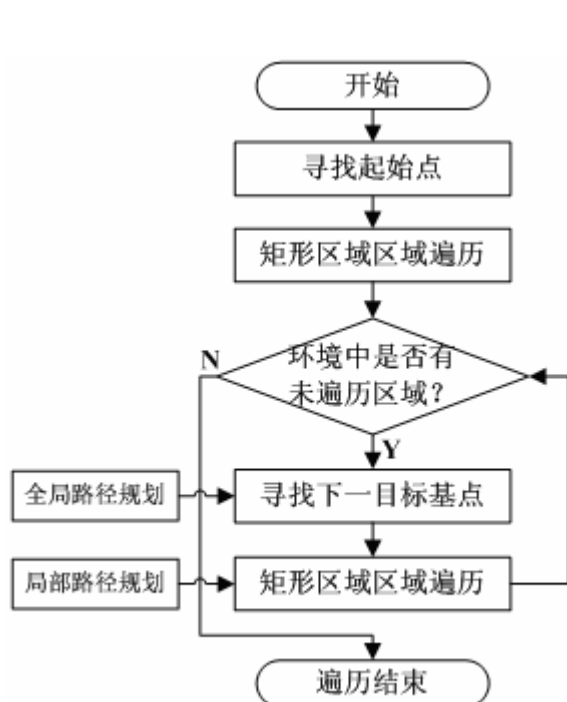 开始
寻找起始点
矩形区域区域遍历
N
环境中是否有
未遍历区域？
Y
全局路径规划
寻找下一目标基点
局部路径规划
矩形区域区域遍历
遍历结束